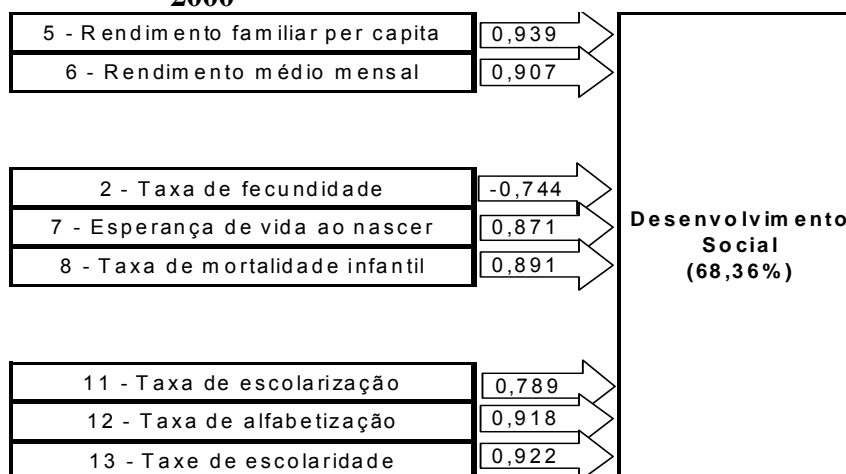 2000
5 - Rendimento familiar per capita 0,939
6 - Rendimento médio mensal 0,907
2 - Taxa de fecundidade -0,744
7 - Esperança de vida ao nascer 0,871
8 - Taxa de mortalidade infantil 0,891
Desenvolvimento
Social
(68,36%)
11 - Taxa de escolarização 0,789
12 - Taxa de alfabetização 0,918
13 - Taxe de escolaridade 0,922